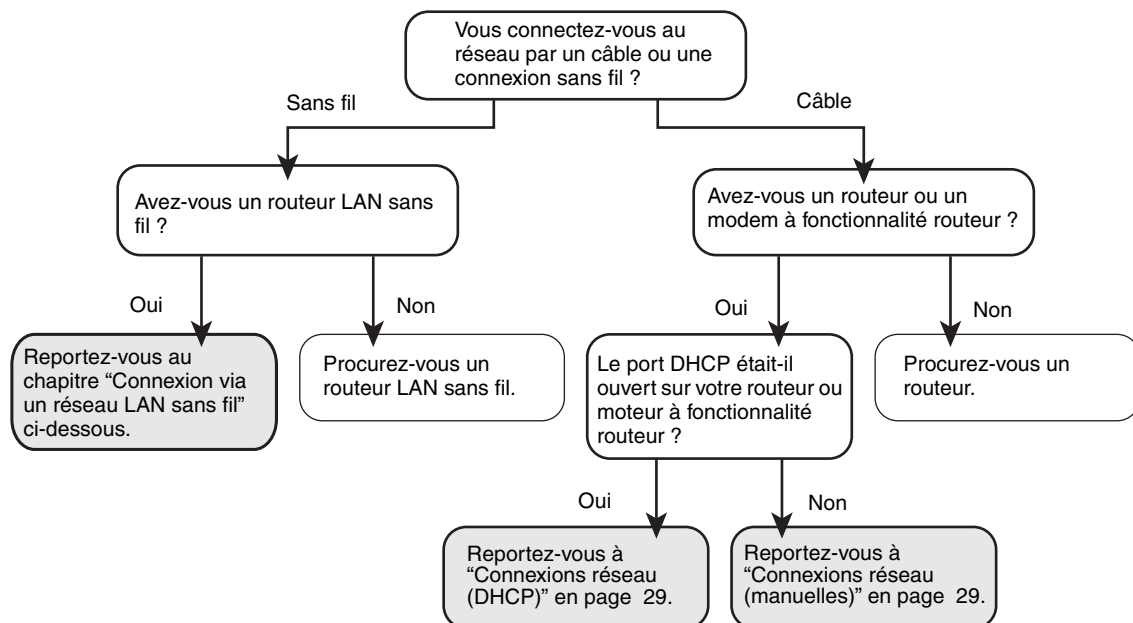 Vous connectez-vous au
réseau par un câble ou une
connexion sans fil ?
Sans fil
Câble
Avez-vous un routeur LAN sans
fil ?
Avez-vous un routeur ou un
modem à fonctionnalité routeur ?
Oui
Non
Oui
Non
Reportez-vous au
chapitre “Connexion via
un réseau LAN sans fil”
ci-dessous.
Procurez-vous un
routeur LAN sans fil.
Le port DHCP était-il
ouvert sur votre routeur ou
moteur à fonctionnalité
routeur ?
Procurez-vous un
routeur.
Oui
Non
Reportez-vous à
“Connexions réseau
(DHCP)” en page 29.
Reportez-vous à
“Connexions réseau
(manuelles)” en page 29.